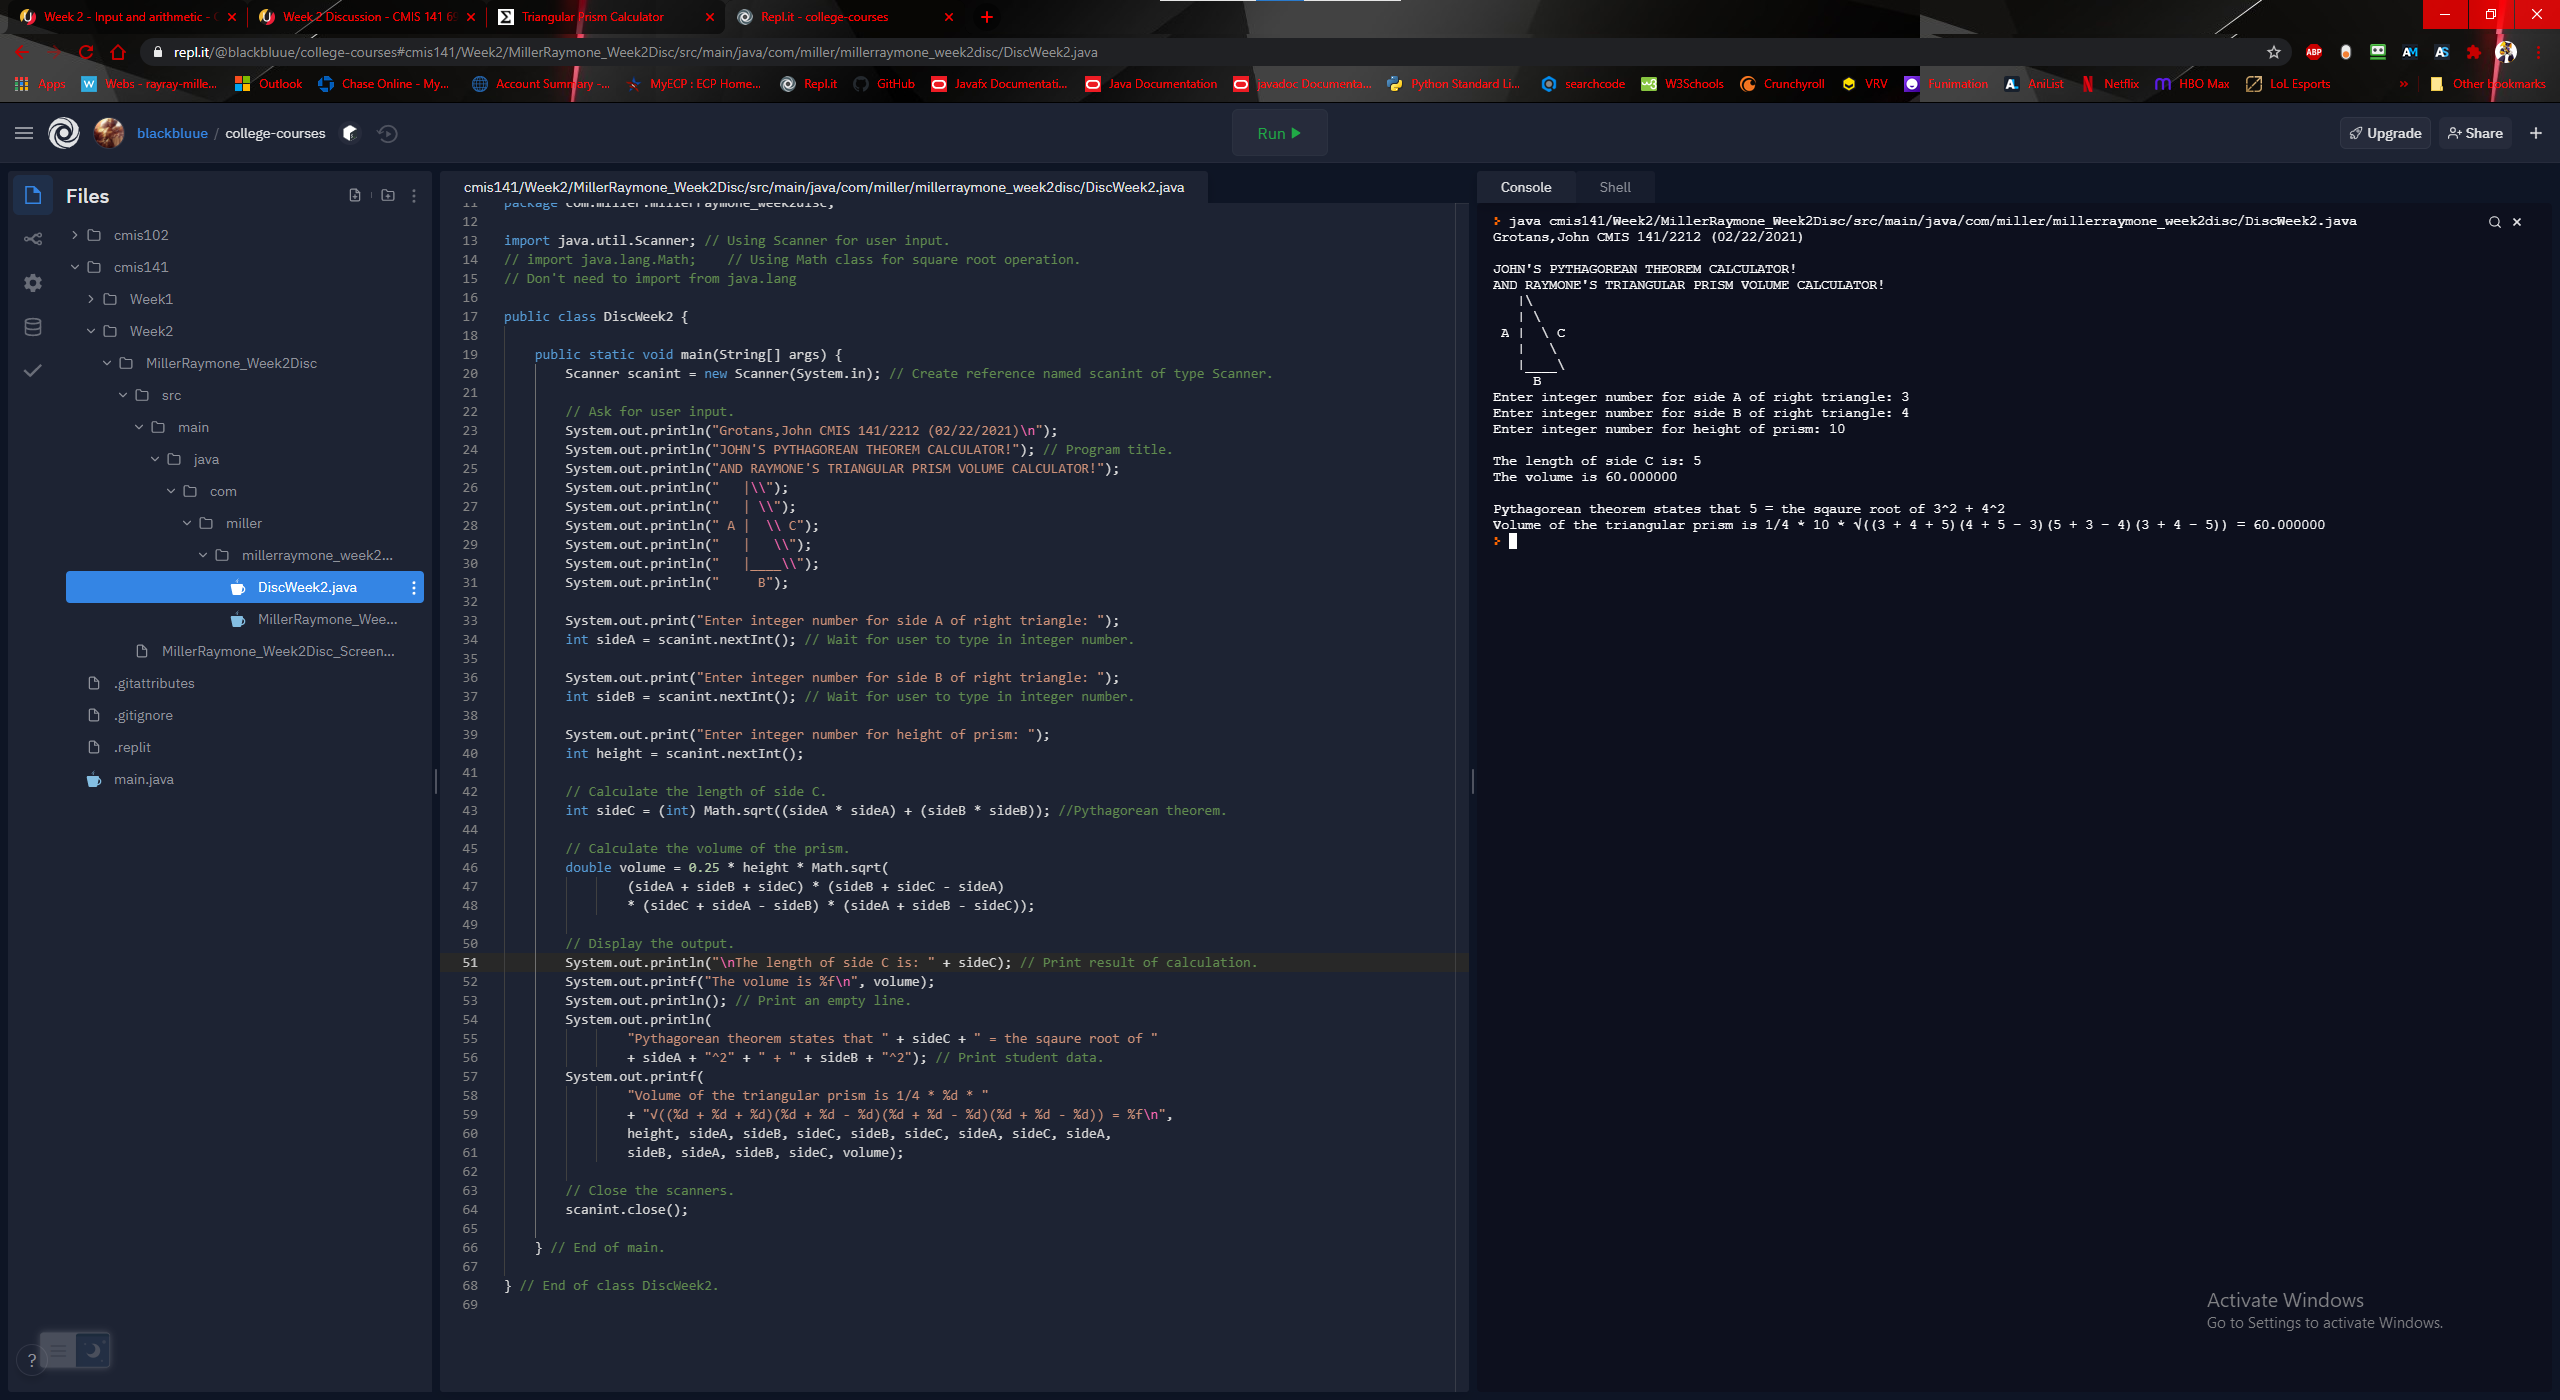 Week 2 - Input and arithmetic - C
Week 2 Discussion - CMIS 141 69
Triangular Prism Calculator
Repl.it - college-courses
repl.it/@blackbluue/college-courses#cmis141/Week2/MillerRaymone_Week2Disc/src/main/java/com/miller/millerraymone_week2disc/DiscWeek2.java
ABP
AM
AS
Apps
Webs - rayray-mille...
Outlook
Chase Online - My...
Account Summary -...
MyECP : ECP Home...
RepLit
GitHub
Javafx Documentati...
Java Documentation
javadoc Documenta...
Python Standard Li...
searchcode
W3Schools
Crunchyroll
VRV
Funimation
AniList
Netflix
HBO Max
LoL Esports
»
Other bookmarks
blackbluue / college-courses
Run
Upgrade
Share
Files
cmis102
cmis141
Week1
Week2
MillerRaymone_Week2Disc
src
main
java
com
miller
millerraymone_week2...
DiscWeek2.java
MillerRaymone_Wee...
MillerRaymone_Week2Disc_Screen...
.gitattributes
.gitignore
.replit
main.java
?
cmis141/Week2/MillerRaymone_Week2Disc/src/main/java/com/miller/millerraymone_week2disc/DiscWeek2.java
11 package com.miller.millerraymone_week2disc;
12
13 import java.util.Scanner; // Using Scanner for user input.
14 // import java.lang.Math;    // Using Math class for square root operation.
15 // Don't need to import from java.lang
16
17 public class DiscWeek2 {
18
19     public static void main(String[] args) {
20         Scanner scanint = new Scanner(System.in); // Create reference named scanint of type Scanner.
21
22         // Ask for user input.
23         System.out.println("Grotans,John CMIS 141/2212 (02/22/2021)\n");
24         System.out.println("JOHN'S PYTHAGOREAN THEOREM CALCULATOR!"); // Program title.
25         System.out.println("AND RAYMONE'S TRIANGULAR PRISM VOLUME CALCULATOR!");
26         System.out.println("   |\\");
27         System.out.println("   | \\");
28         System.out.println(" A |  \\ C");
29         System.out.println("   |   \\");
30         System.out.println("   |____\\");
31         System.out.println("     B");
32
33         System.out.print("Enter integer number for side A of right triangle: ");
34         int sideA = scanint.nextInt(); // Wait for user to type in integer number.
35
36         System.out.print("Enter integer number for side B of right triangle: ");
37         int sideB = scanint.nextInt(); // Wait for user to type in integer number.
38
39         System.out.print("Enter integer number for height of prism: ");
40         int height = scanint.nextInt();
41
42         // Calculate the length of side C.
43         int sideC = (int) Math.sqrt((sideA * sideA) + (sideB * sideB)); //Pythagorean theorem.
44
45         // Calculate the volume of the prism.
46         double volume = 0.25 * height * Math.sqrt(
47                 (sideA + sideB + sideC) * (sideB + sideC - sideA)
48                 * (sideC + sideA - sideB) * (sideA + sideB - sideC));
49
50         // Display the output.
51         System.out.println("\nThe length of side C is: " + sideC); // Print result of calculation.
52         System.out.printf("The volume is %f\n", volume);
53         System.out.println(); // Print an empty line.
54         System.out.println(
55                 "Pythagorean theorem states that " + sideC + " = the sqaure root of "
56                 + sideA + "^2" + " + " + sideB + "^2"); // Print student data.
57         System.out.printf(
58                 "Volume of the triangular prism is 1/4 * %d * "
59                 + "√((%d + %d + %d)(%d + %d - %d)(%d + %d - %d)(%d + %d - %d)) = %f\n",
60                 height, sideA, sideB, sideC, sideB, sideC, sideA, sideC, sideA,
61                 sideB, sideA, sideB, sideC, volume);
62
63         // Close the scanners.
64         scanint.close();
65
66     } // End of main.
67
68 } // End of class DiscWeek2.
69
Console
Shell
java cmis141/Week2/MillerRaymone_Week2Disc/src/main/java/com/miller/millerraymone_week2disc/DiscWeek2.java
Grotans,John CMIS 141/2212 (02/22/2021)
JOHN'S PYTHAGOREAN THEOREM CALCULATOR!
AND RAYMONE'S TRIANGULAR PRISM VOLUME CALCULATOR!
   |\
   | \
 A |  \ C
   |   \
   |____\
     B
Enter integer number for side A of right triangle: 3
Enter integer number for side B of right triangle: 4
Enter integer number for height of prism: 10
The length of side C is: 5
The volume is 60.000000
Pythagorean theorem states that 5 = the sqaure root of 3^2 + 4^2
Volume of the triangular prism is 1/4 * 10 * √((3 + 4 + 5)(4 + 5 - 3)(5 + 3 - 4)(3 + 4 - 5)) = 60.000000
Activate Windows
Go to Settings to activate Windows.